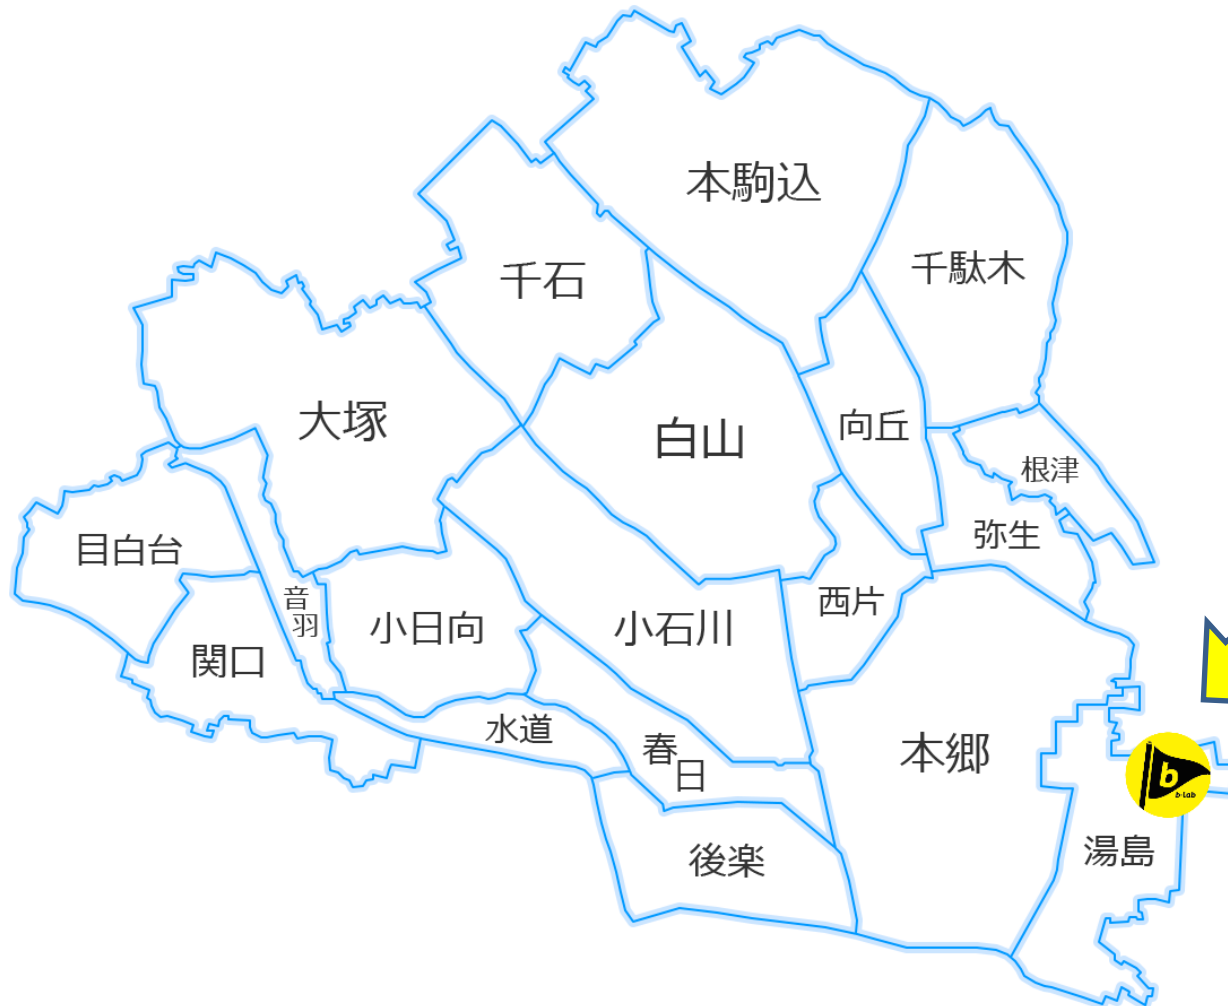 本駒込
千駄木
千石
大塚
白山
向丘
根津
弥生
目白台
音
羽
小日向
小石川
西片
関口
水道
春
日
本郷
後楽
湯島
b
b-lab